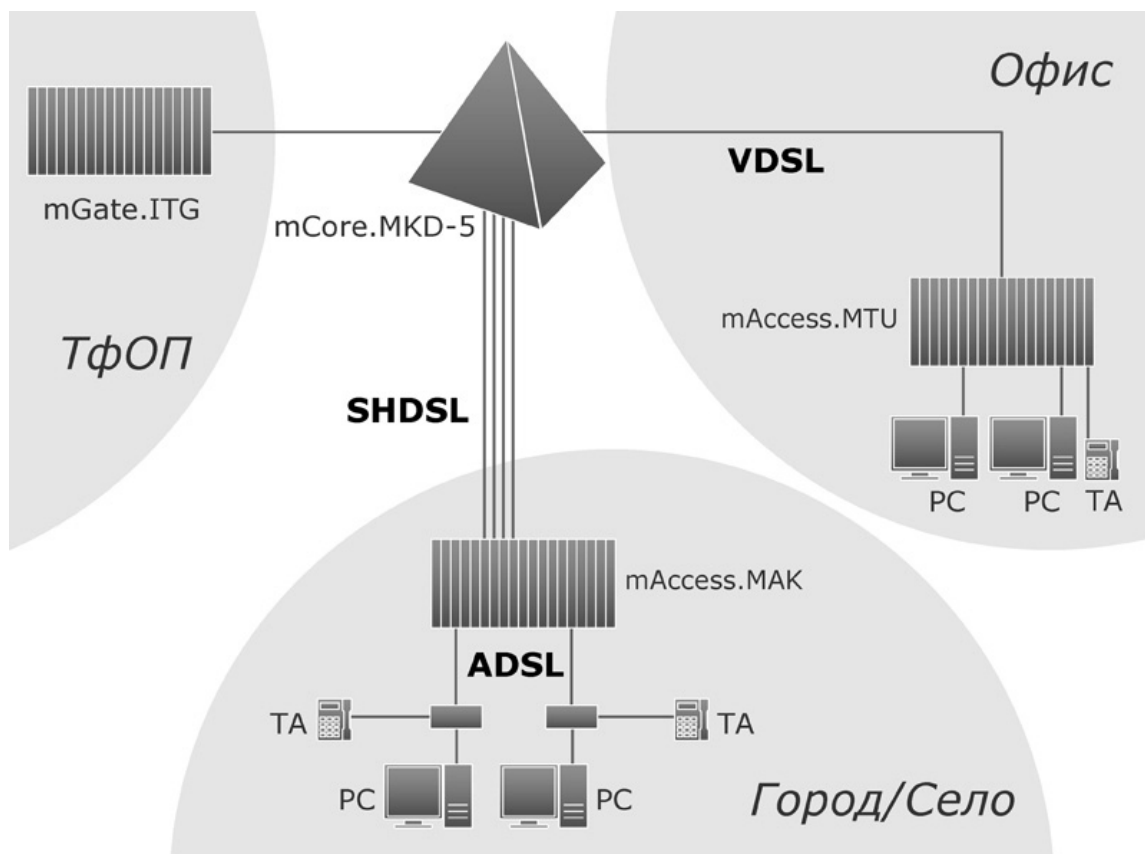 Офис
VDSL
mGate.ITG
mCore.MKD-5
ТфОП
mAccess.MTU
SHDSL
PC
PC
TA
mAccess.MAK
ADSL
TA
TA
PC
PC
Город/Село